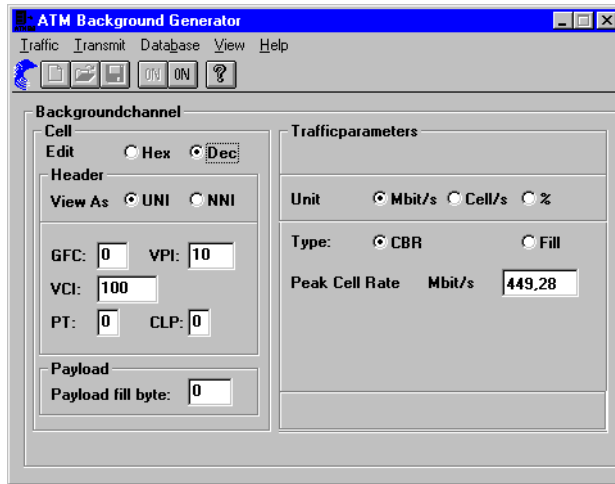 ATM Background Generator
Traffic Transmit Database View Help
ON ON ?
Backgroundchannel
Cell
Edit Hex Dec
Header
View As UNI NNI
GFC: 0 VPI: 10
VCI: 100
PT: 0 CLP: 0
Payload
Payload fill byte: 0
Trafficparameters
Unit Mbit/s Cell/s %
Type: CBR Fill
Peak Cell Rate Mbit/s 449,28